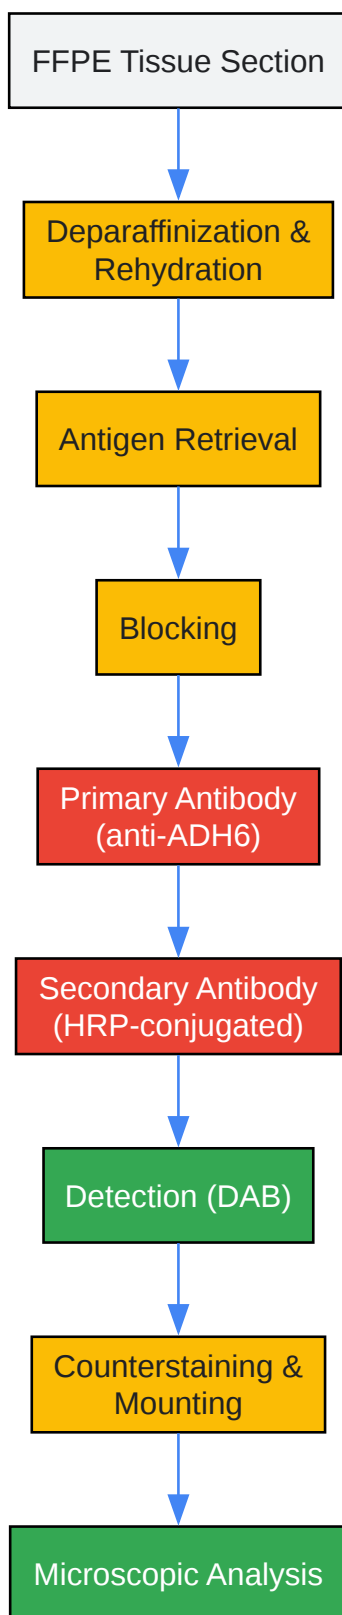 FFPE Tissue Section
Deparaffinization &
Rehydration
Antigen Retrieval
Blocking
Primary Antibody
(anti-ADH6)
Secondary Antibody
(HRP-conjugated)
Detection (DAB)
Counterstaining &
Mounting
Microscopic Analysis